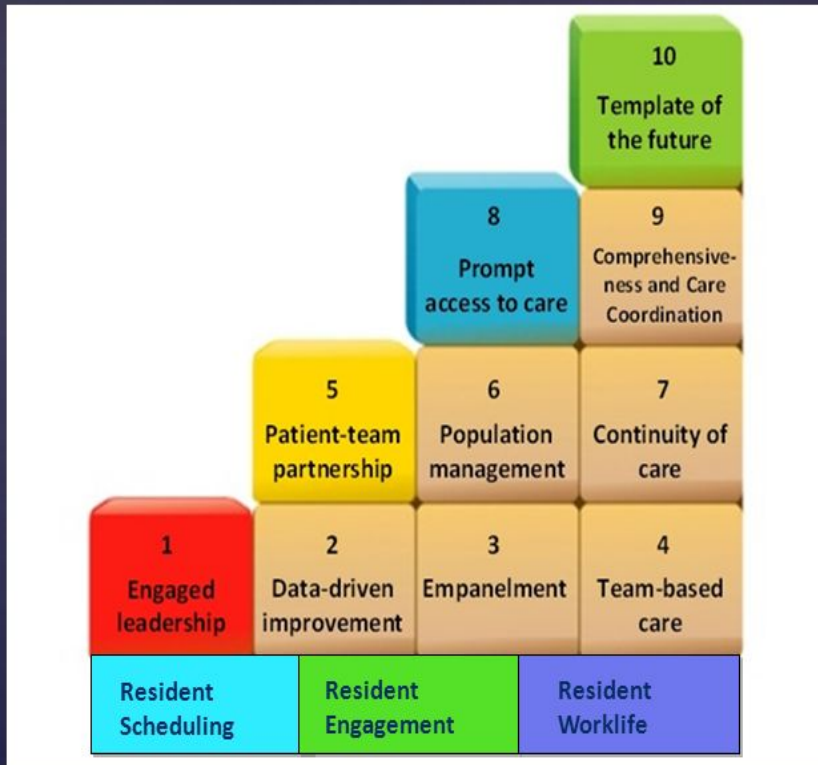 10
Template of
the future
8
Prompt
access to care
9
Comprehensive-
ness and Care
Coordination
5
Patient-team
partnership
6
Population
management
7
Continuity of
care
1
Engaged
leadership
2
Data-driven
improvement
3
Empanelment
4
Team-based
care
Resident
Scheduling
Resident
Engagement
Resident
Worklife